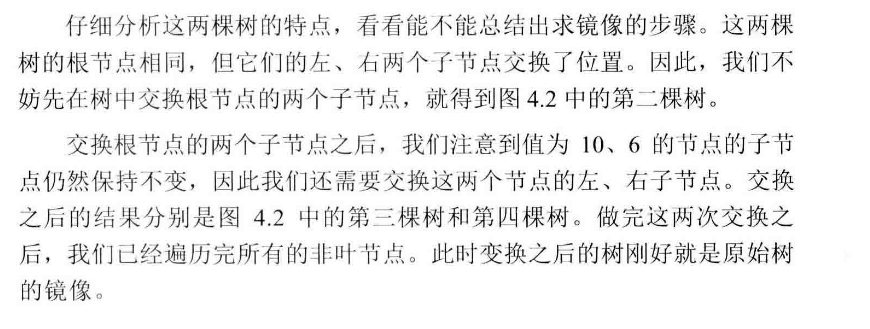 仔细分析这两棵树的特点，看看能不能总结出求镜像的步骤。这两棵
树的根节点相同，但它们的左、右两个子节点交换了位置。因此，我们不
妨先在树中交换根节点的两个子节点，就得到图 4.2 中的第二棵树。
交换根节点的两个子节点之后，我们注意到值为 10、6 的节点的子节
点仍然保持不变，因此我们还需要交换这两个节点的左、右子节点。交换
之后的结果分别是图 4.2 中的第三棵树和第四棵树。做完这两次交换之
后，我们已经遍历完所有的非叶节点。此时变换之后的树刚好就是原始树
的镜像。